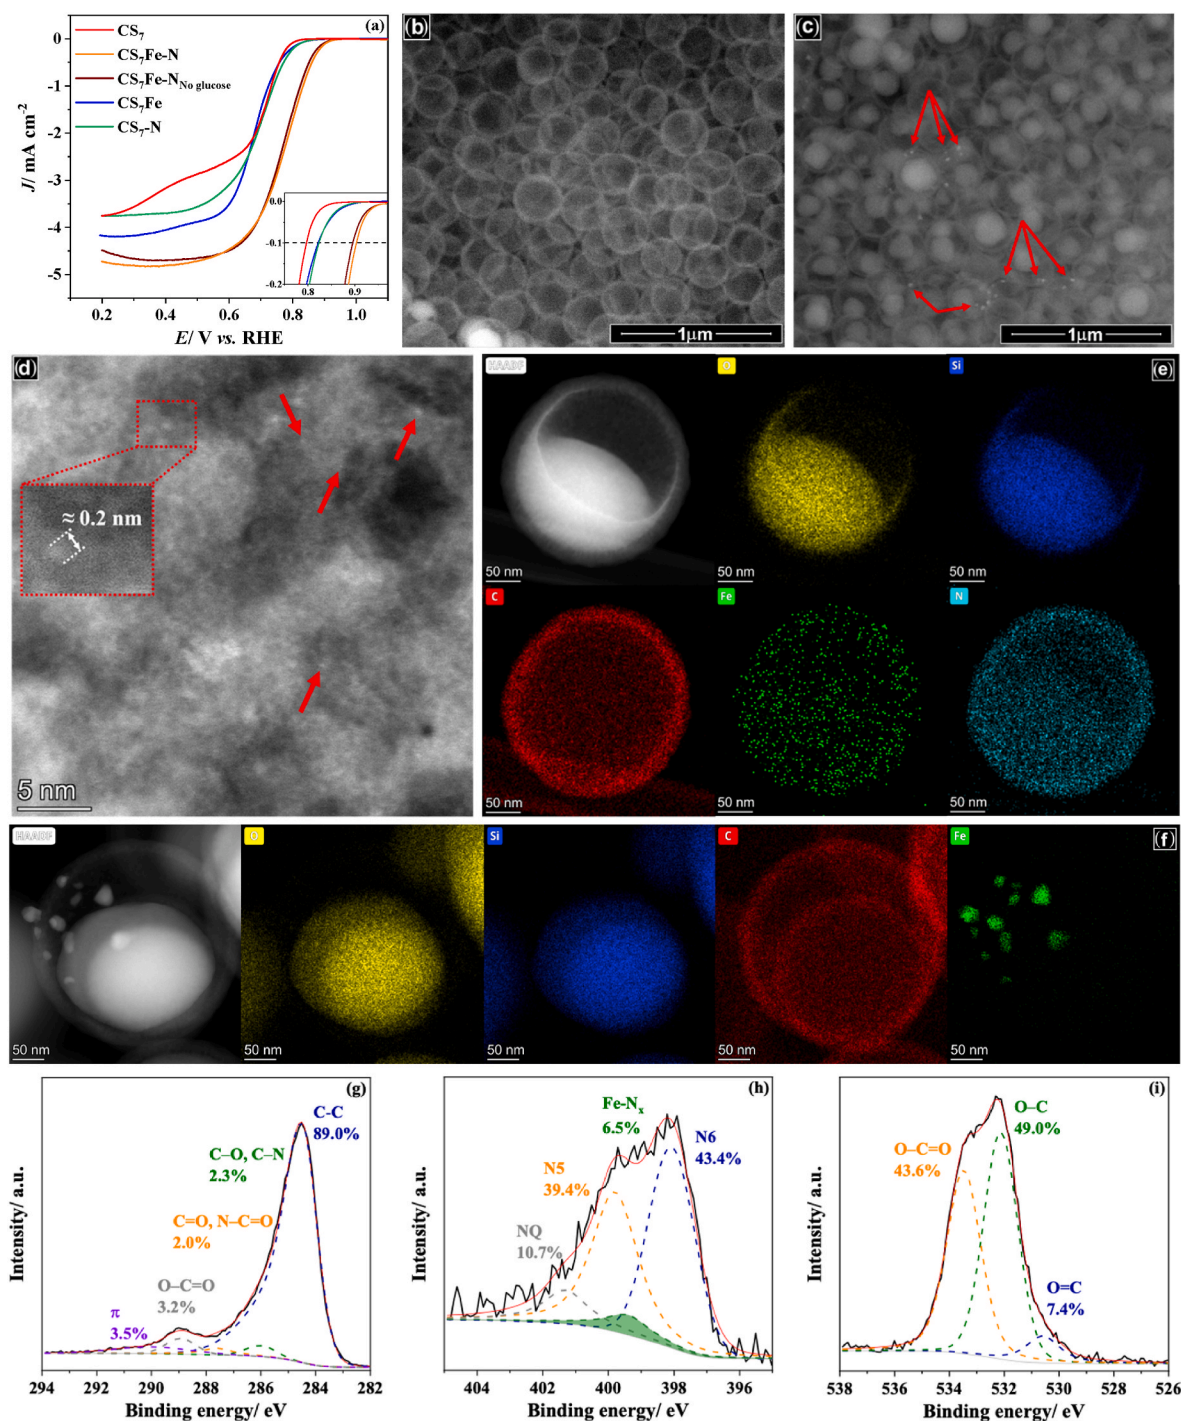 (a)
CS7
CS7Fe-N
CS7Fe-NNo glucose
CS7Fe
CS7-N
0
-1
-2
-3
-4
-5
J/ mA cm-2
0.0
-0.1
-0.2
0.8 0.9
0.2 0.4 0.6 0.8 1.0
E/ V vs. RHE
(b)
1µm
(c)
1µm
(d)
≈ 0.2 nm
5 nm
HAADF
50 nm
O
50 nm
Si
(e)
50 nm
C
50 nm
Fe
50 nm
N
50 nm
HAADF
50 nm
O
50 nm
Si
50 nm
C
50 nm
Fe
(f)
50 nm
(g)
C-C
89.0%
C–O, C–N
2.3%
C=O, N–C=O
2.0%
O–C=O
3.2%
π
3.5%
Intensity/ a.u.
294 292 290 288 286 284 282
Binding energy/ eV
(h)
Fe-Nx
6.5%
N6
43.4%
N5
39.4%
NQ
10.7%
Intensity/ a.u.
404 402 400 398 396
Binding energy/ eV
(i)
O–C
49.0%
O–C=O
43.6%
O=C
7.4%
Intensity/ a.u.
538 536 534 532 530 528 526
Binding energy/ eV